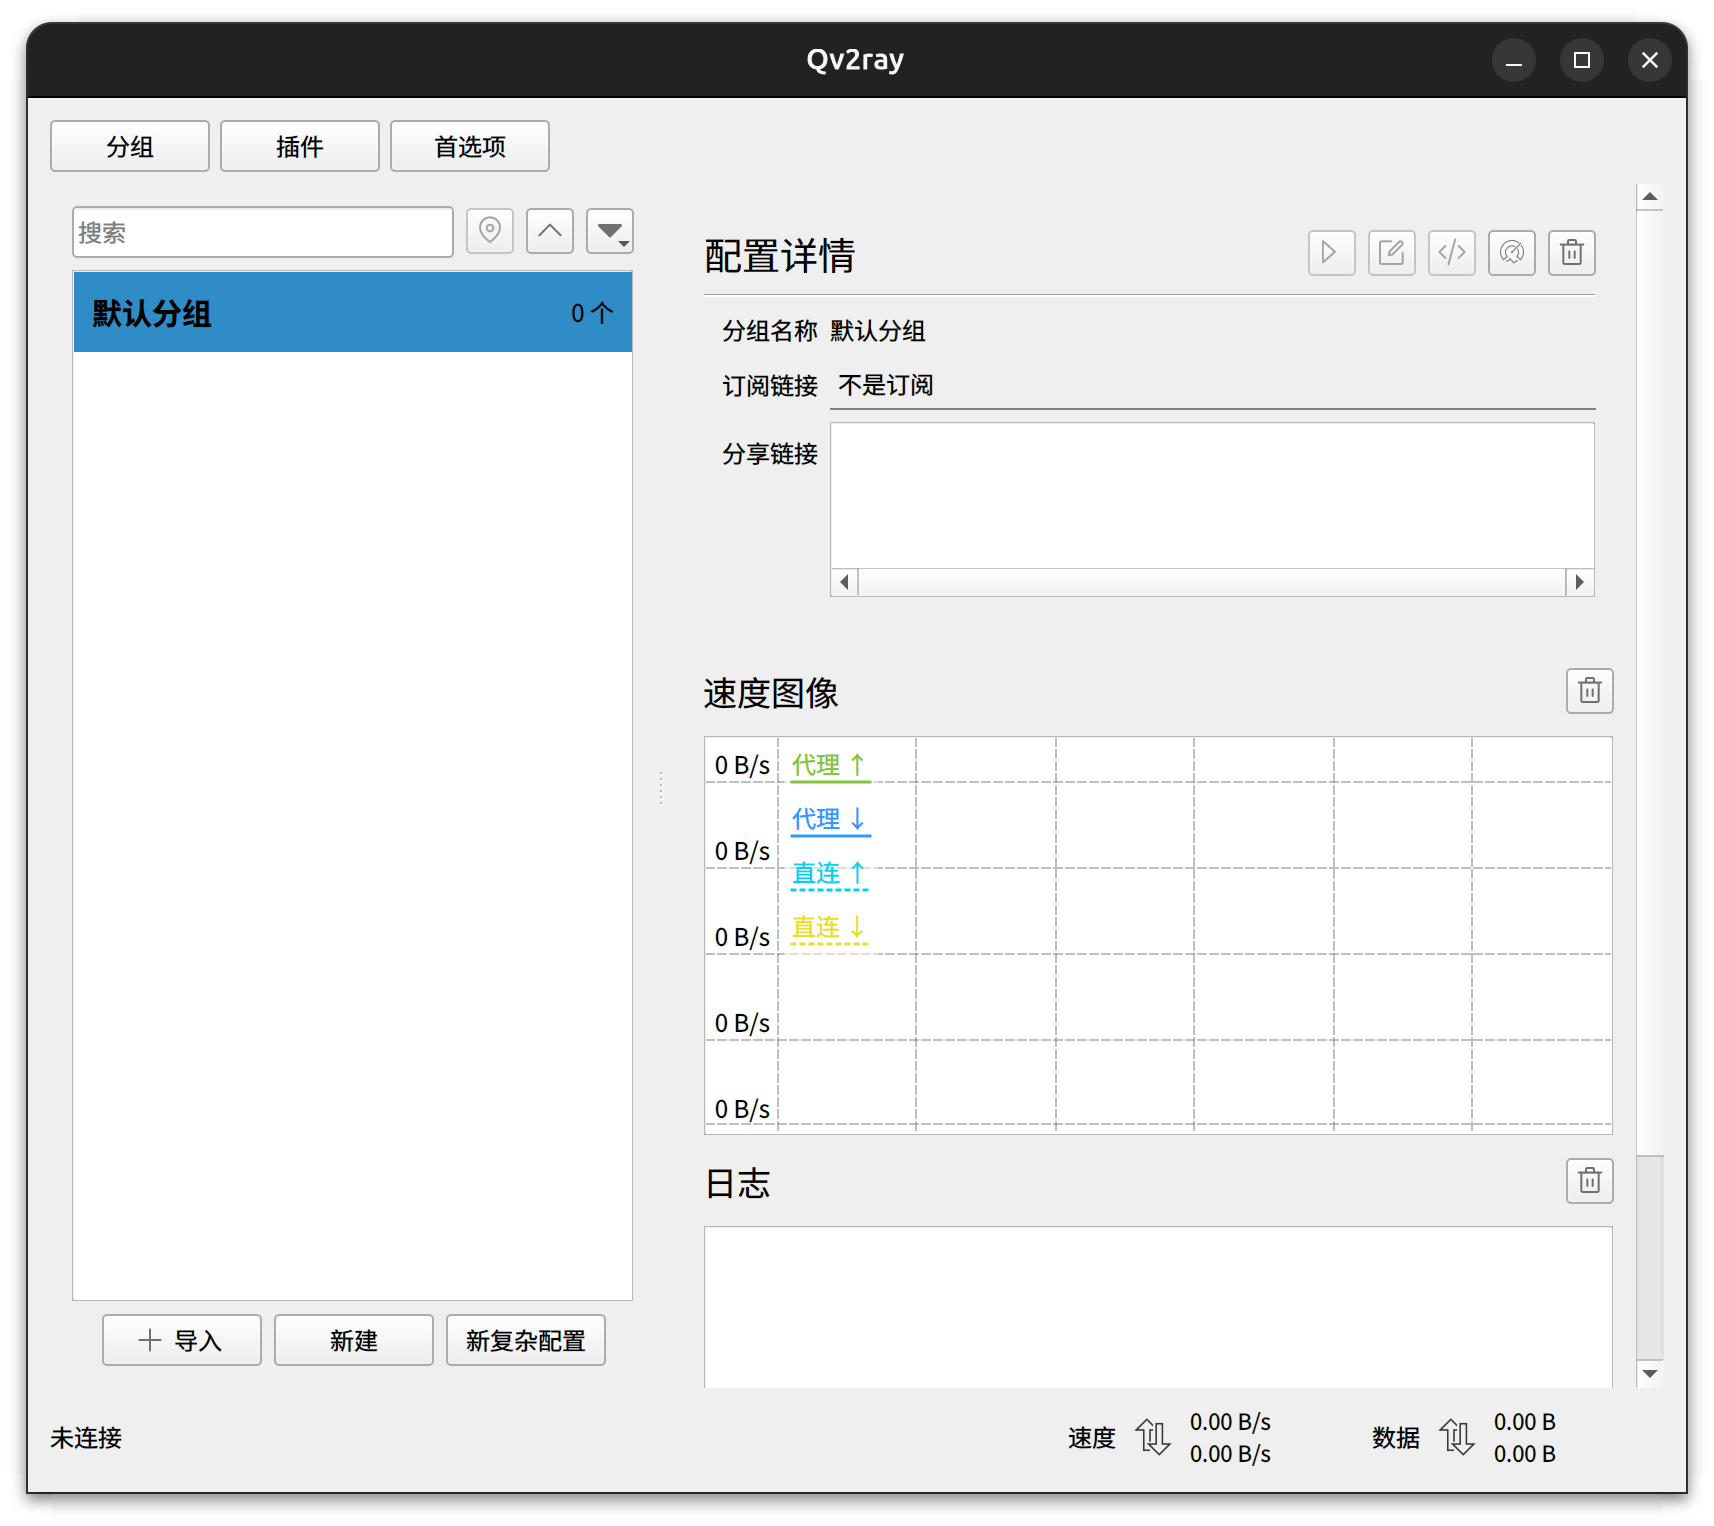 Qv2ray
分组
插件
首选项
搜索
默认分组
0 个
导入
新建
新复杂配置
配置详情
分组名称
默认分组
订阅链接
不是订阅
分享链接
速度图像
0 B/s
0 B/s
0 B/s
0 B/s
0 B/s
代理 ↑
代理 ↓
直连 ↑
直连 ↓
日志
未连接
速度
0.00 B/s
0.00 B/s
数据
0.00 B
0.00 B